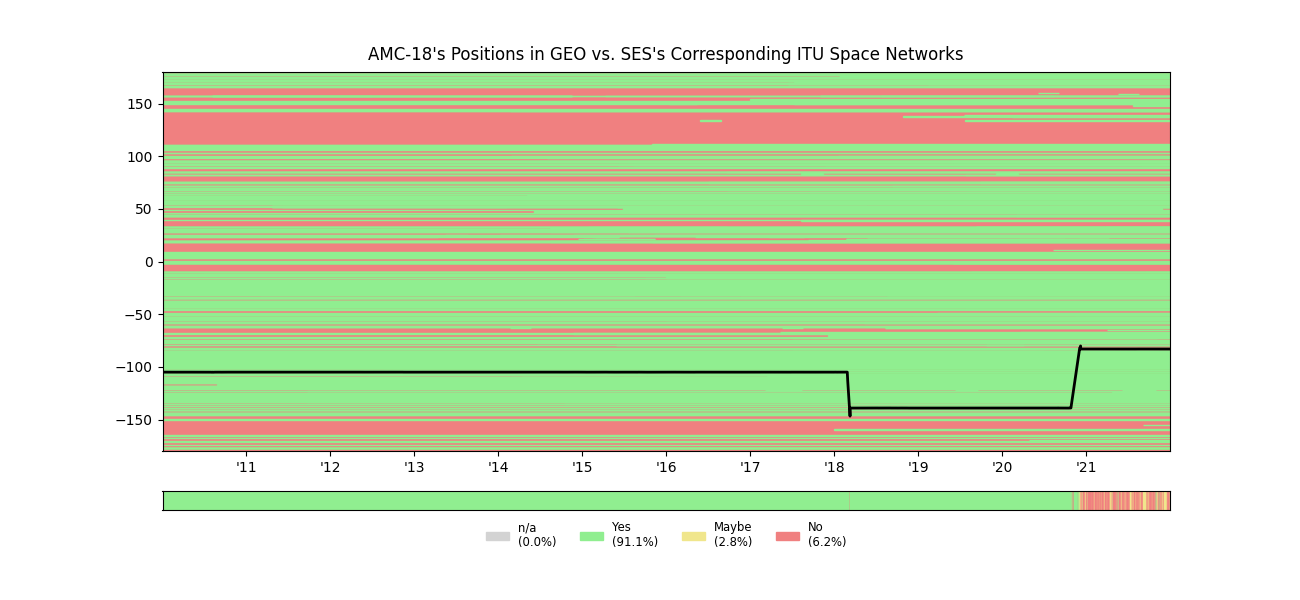 AMC-18's Positions in GEO vs. SES's Corresponding ITU Space Networks
150
100
50
0
−50
−100
−150
'11 '12 '13 '14 '15 '16 '17 '18 '19 '20 '21
n/a Yes Maybe No
(0.0%) (91.1%) (2.8%) (6.2%)